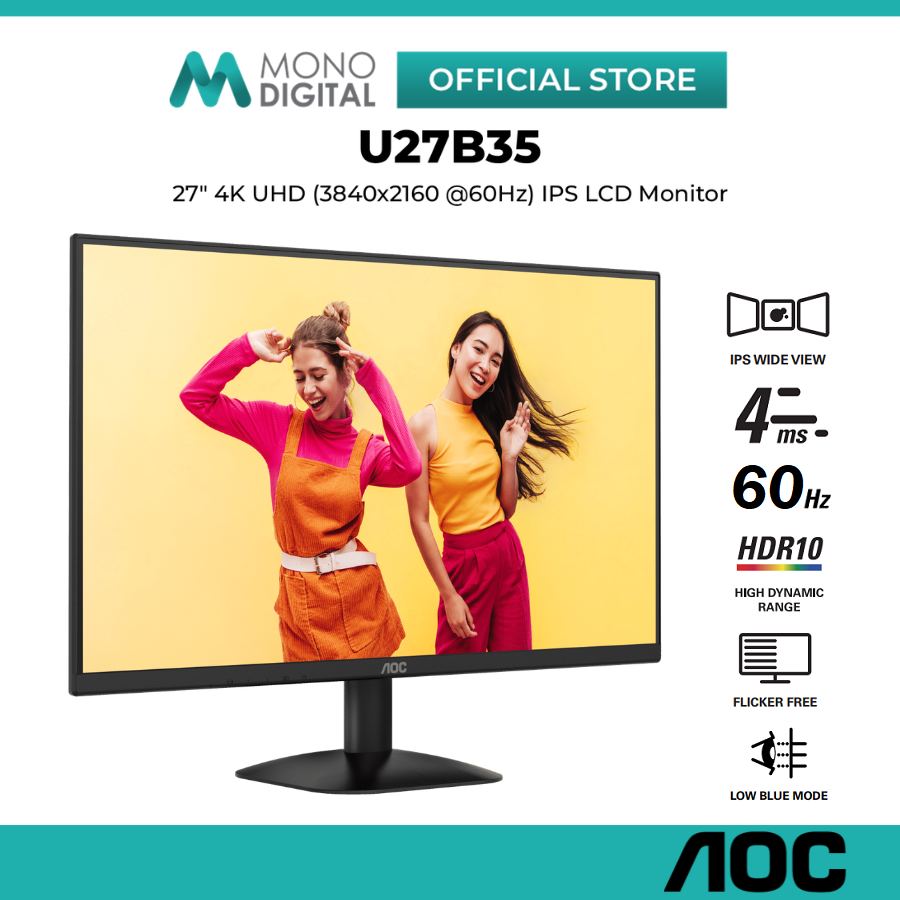 MONO
DIGITAL
OFFICIAL STORE
U27B35
27" 4K UHD (3840x2160 @60Hz) IPS LCD Monitor
AOC
IPS WIDE VIEW
4ms
60Hz
HDR10
HIGH DYNAMIC
RANGE
FLICKER FREE
LOW BLUE MODE
AOC